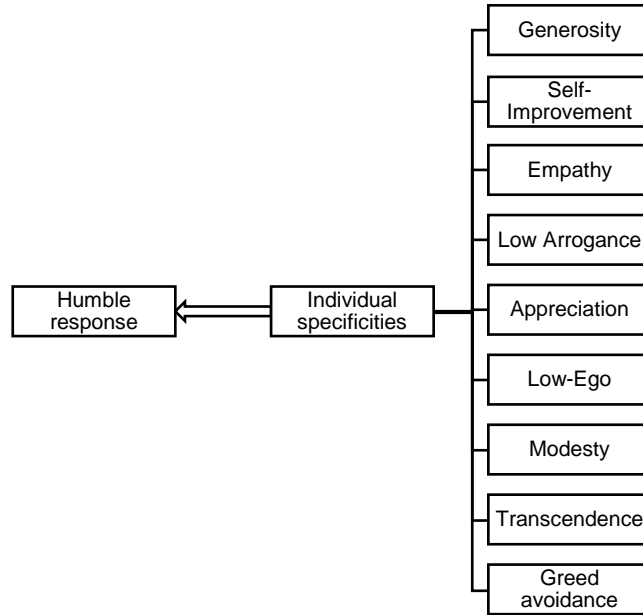 Generosity
Self-
Improvement
Empathy
Low Arrogance
Humble
response
Individual
specificities
Appreciation
Low-Ego
Modesty
Transcendence
Greed
avoidance